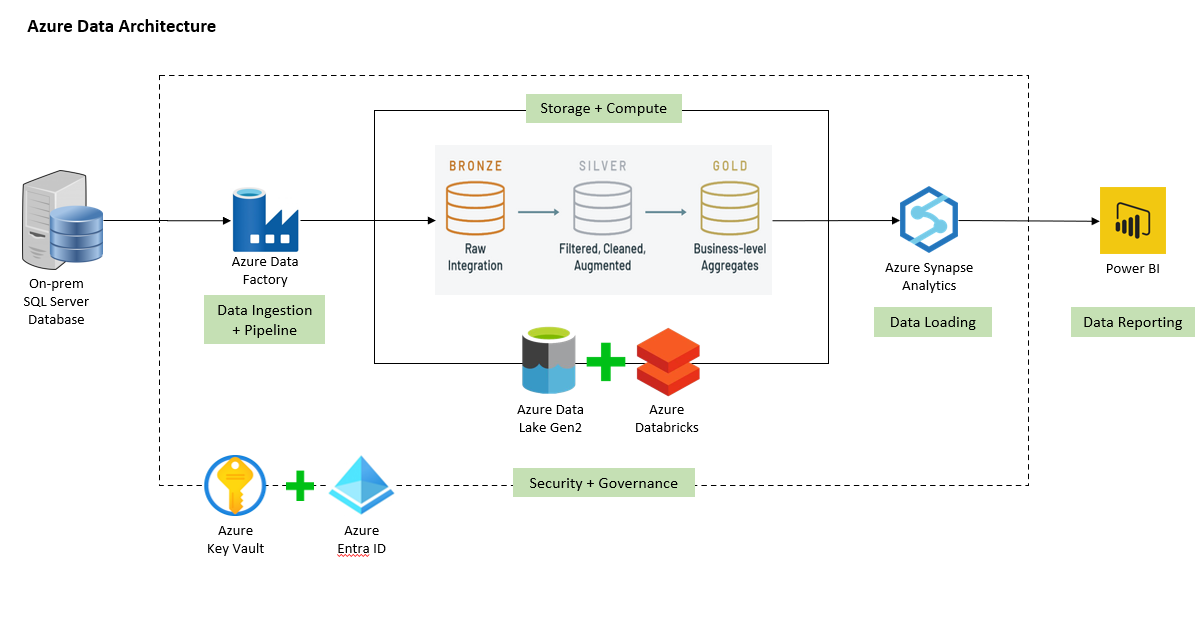 Azure Data Architecture
Storage + Compute
BRONZE
SILVER
GOLD
Raw
Integration
Filtered, Cleaned,
Augmented
Business-level
Aggregates
On-prem
SQL Server
Database
Azure Data
Factory
Data Ingestion
+ Pipeline
Azure Synapse
Analytics
Data Loading
Power BI
Data Reporting
Azure Data
Lake Gen2
Azure
Databricks
Security + Governance
Azure
Key Vault
Azure
Entra ID